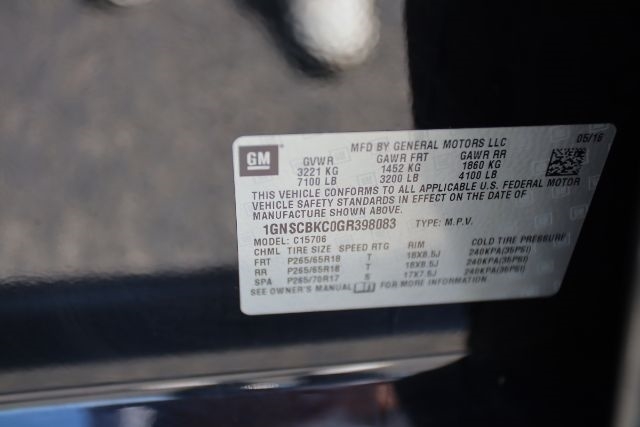 GM
MFD BY GENERAL MOTORS LLC 05/16
GVWR GAWR FRT GAWR RR
3221 KG 1452 KG 1860 KG
7100 LB 3200 LB 4100 LB
THIS VEHICLE CONFORMS TO ALL APPLICABLE U.S. FEDERAL MOTOR
VEHICLE SAFETY STANDARDS IN EFFECT ON THE DATE OF
MANUFACTURE SHOWN ABOVE.
1GNSCBKC0GR398083 TYPE: M.P.V.
MODEL: C15706
CHML TIRE SIZE SPEED RTG RIM COLD TIRE PRESSURE
FRT P265/65R18 T 18X8.5J 240KPA(35PSI)
RR P265/65R18 T 18X8.5J 240KPA(35PSI)
SPA P265/70R17 S 17X7.5J 240KPA(35PSI)
SEE OWNER'S MANUAL FOR MORE INFORMATION